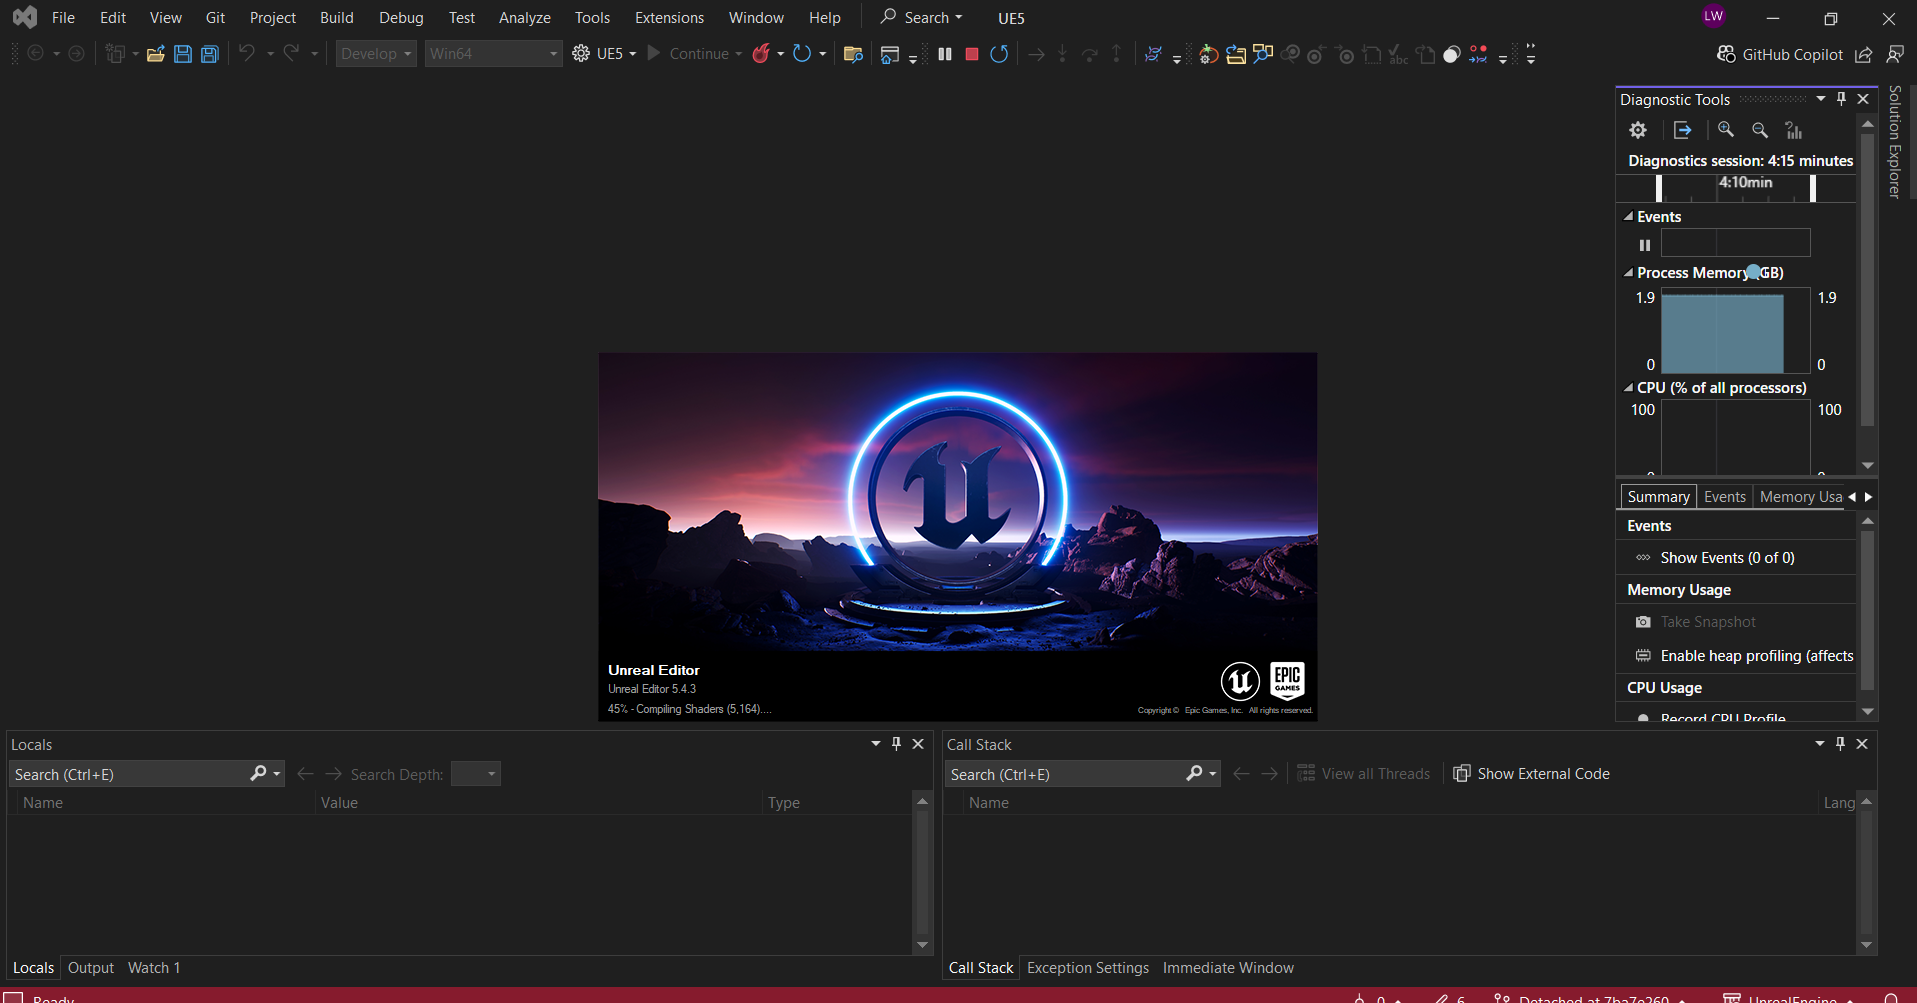 File Edit View Git Project Build Debug Test Analyze Tools Extensions Window Help Search UE5 LW
Develop Win64 UE5 Continue abc GitHub Copilot
Solution Explorer
Diagnostic Tools
Diagnostics session: 4:15 minutes
4:10min
Events
Process Memory (GB)
1.9 1.9
0 0
CPU (% of all processors)
100 100
0 0
Summary Events Memory Usa
Events
Show Events (0 of 0)
Memory Usage
Take Snapshot
Enable heap profiling (affects
CPU Usage
Record CPU Profile
Unreal Editor
Unreal Editor 5.4.3
45% - Compiling Shaders (5,164)....
EPIC
GAMES
Copyright © Epic Games, Inc. All rights reserved.
Locals
Search (Ctrl+E) Search Depth:
Name Value Type
Locals Output Watch 1
Call Stack
Search (Ctrl+E) View all Threads Show External Code
Name Lang
Call Stack Exception Settings Immediate Window
Ready 0 6 Detached at 7ba7e260 UnrealEngine